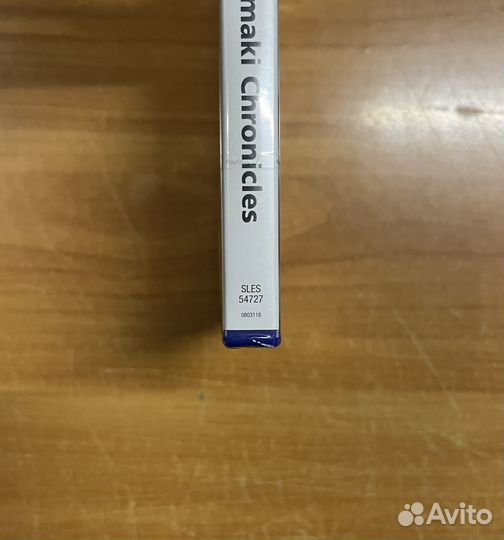 maki Chronicles
SLES
54727
0803118
Avito